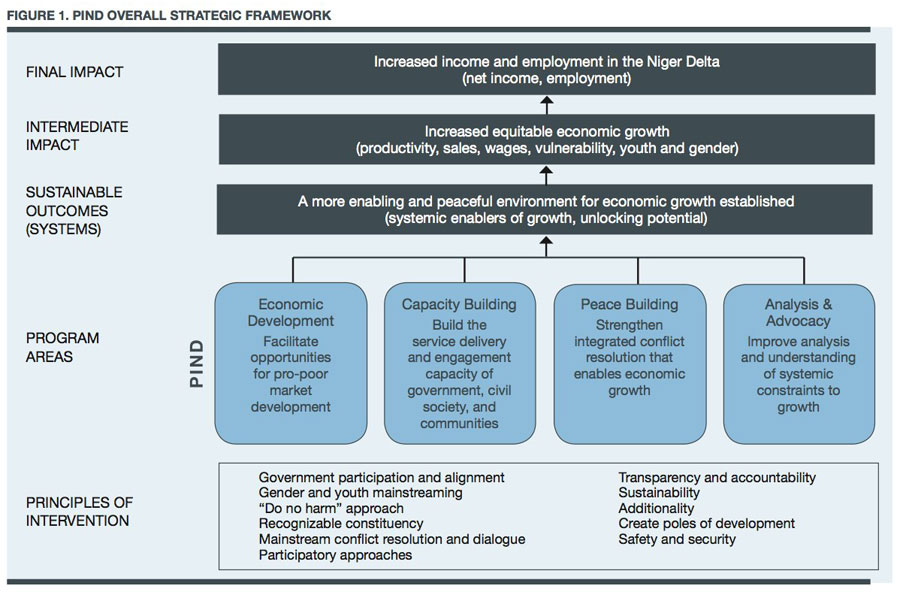 FIGURE 1. PIND OVERALL STRATEGIC FRAMEWORK
FINAL IMPACT
Increased income and employment in the Niger Delta
(net income, employment)
INTERMEDIATE
IMPACT
Increased equitable economic growth
(productivity, sales, wages, vulnerability, youth and gender)
SUSTAINABLE
OUTCOMES
(SYSTEMS)
A more enabling and peaceful environment for economic growth established
(systemic enablers of growth, unlocking potential)
PROGRAM
AREAS
PIND
Economic
Development
Facilitate
opportunities
for pro-poor
market
development
Capacity Building
Build the
service delivery
and engagement
capacity of
government, civil
society, and
communities
Peace Building
Strengthen
integrated conflict
resolution that
enables economic
growth
Analysis &
Advocacy
Improve analysis
and understanding
of systemic
constraints to
growth
PRINCIPLES OF
INTERVENTION
Government participation and alignment
Gender and youth mainstreaming
“Do no harm” approach
Recognizable constituency
Mainstream conflict resolution and dialogue
Participatory approaches
Transparency and accountability
Sustainability
Additionality
Create poles of development
Safety and security